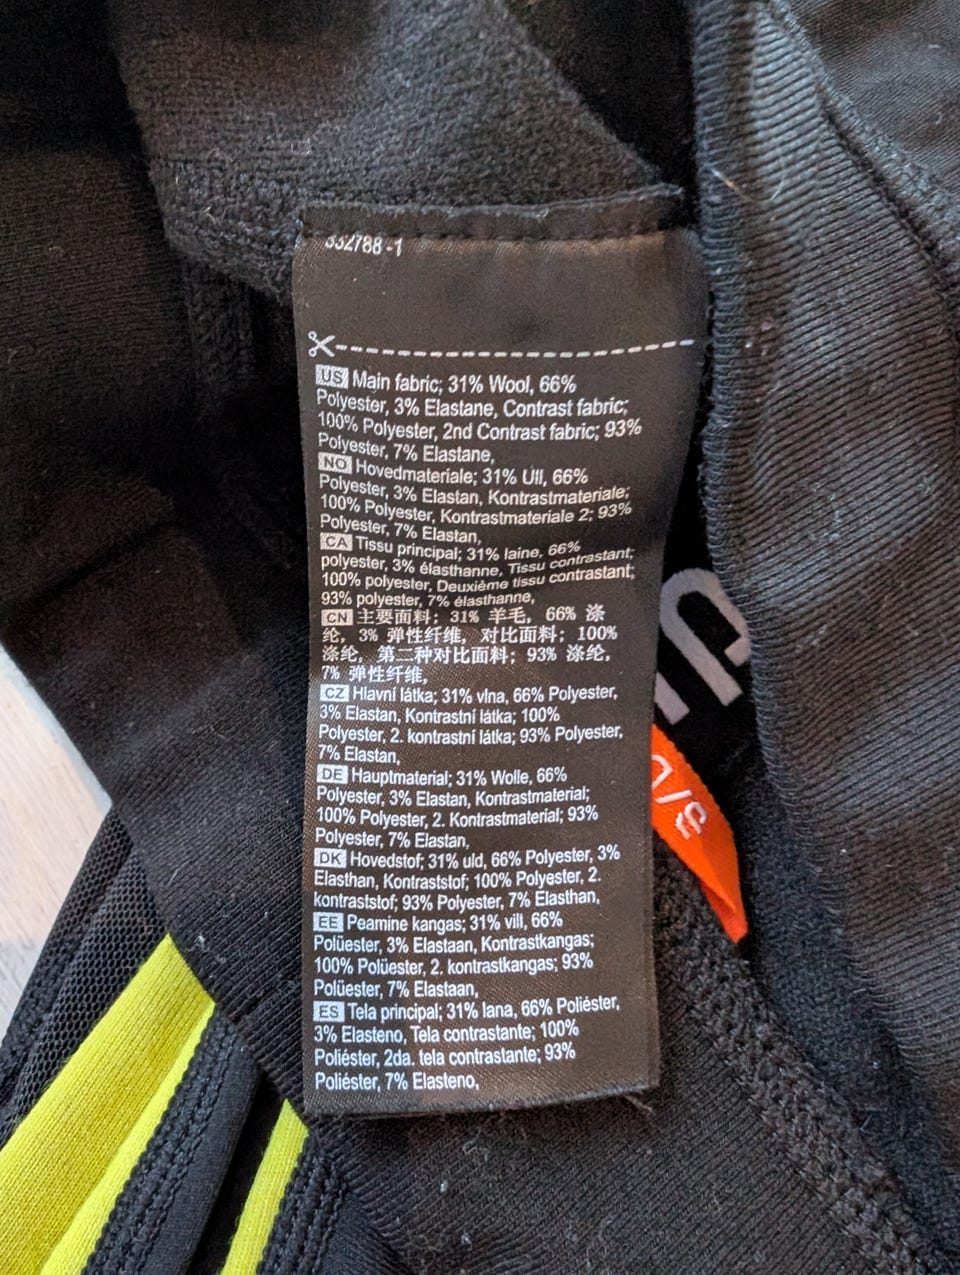 332788-1
US Main fabric; 31% Wool, 66%
Polyester, 3% Elastane, Contrast fabric;
100% Polyester, 2nd Contrast fabric; 93%
Polyester, 7% Elastane,
NO Hovedmateriale; 31% Ull, 66%
Polyester, 3% Elastan, Kontrastmateriale;
100% Polyester, Kontrastmateriale 2; 93%
Polyester, 7% Elastan,
CA Tissu principal; 31% laine, 66%
polyester, 3% élasthanne, Tissu contrastant;
100% polyester, Deuxième tissu contrastant;
93% polyester, 7% élasthanne,
CN 主要面料; 31% 羊毛, 66% 涤
纶, 3% 弹性纤维, 对比面料; 100%
涤纶, 第二种对比面料; 93% 涤纶,
7% 弹性纤维,
CZ Hlavní látka; 31% vlna, 66% Polyester,
3% Elastan, Kontrastní látka; 100%
Polyester, 2. kontrastní látka; 93% Polyester,
7% Elastan,
DE Hauptmaterial; 31% Wolle, 66%
Polyester, 3% Elastan, Kontrastmaterial;
100% Polyester, 2. Kontrastmaterial; 93%
Polyester, 7% Elastan,
DK Hovedstof; 31% uld, 66% Polyester, 3%
Elasthan, Kontraststof; 100% Polyester, 2.
kontraststof; 93% Polyester, 7% Elasthan,
EE Peamine kangas; 31% vill, 66%
Polüester, 3% Elastaan, Kontrastkangas;
100% Polüester, 2. kontrastkangas; 93%
Polüester, 7% Elastaan,
ES Tela principal; 31% lana, 66% Poliéster,
3% Elasteno, Tela contrastante; 100%
Poliéster, 2da. tela contrastante; 93%
Poliéster, 7% Elasteno,